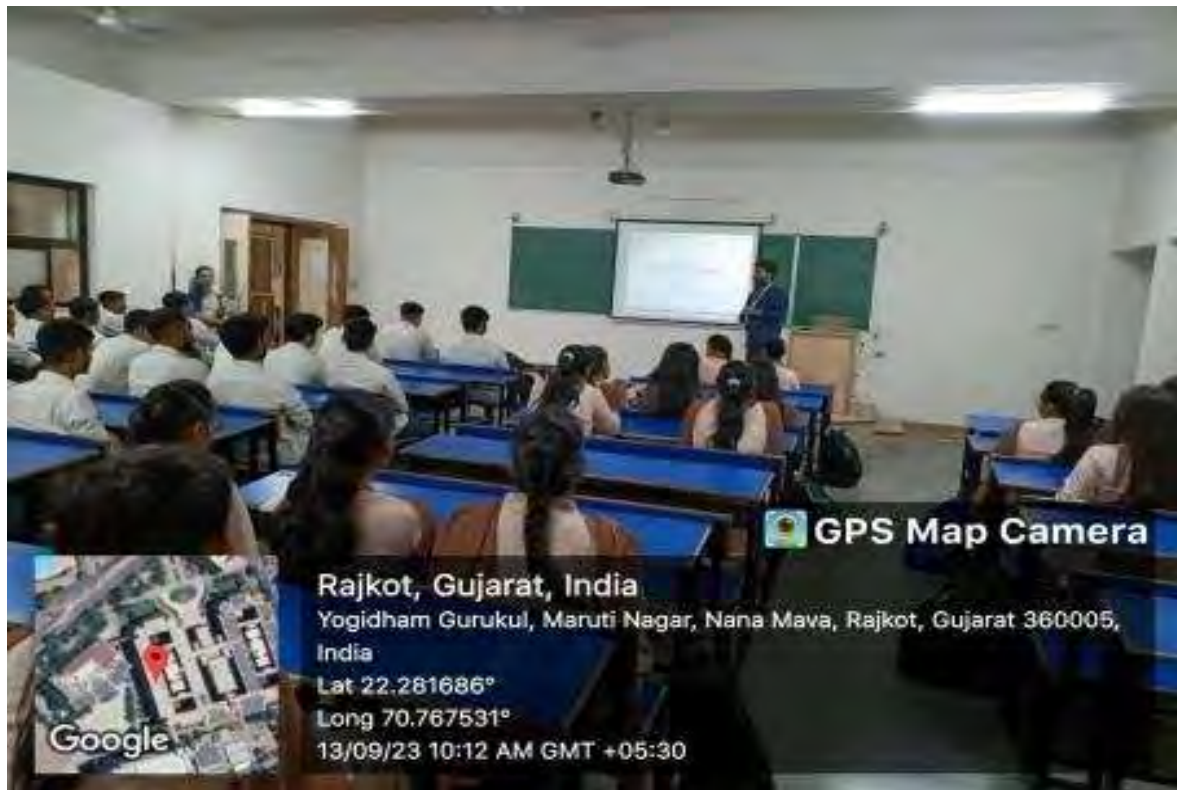 GPS Map Camera
Rajkot, Gujarat, India
Yogidham Gurukul, Maruti Nagar, Nana Mava, Rajkot, Gujarat 360005,
India
Lat 22.281686°
Long 70.767531°
13/09/23 10:12 AM GMT +05:30
Google